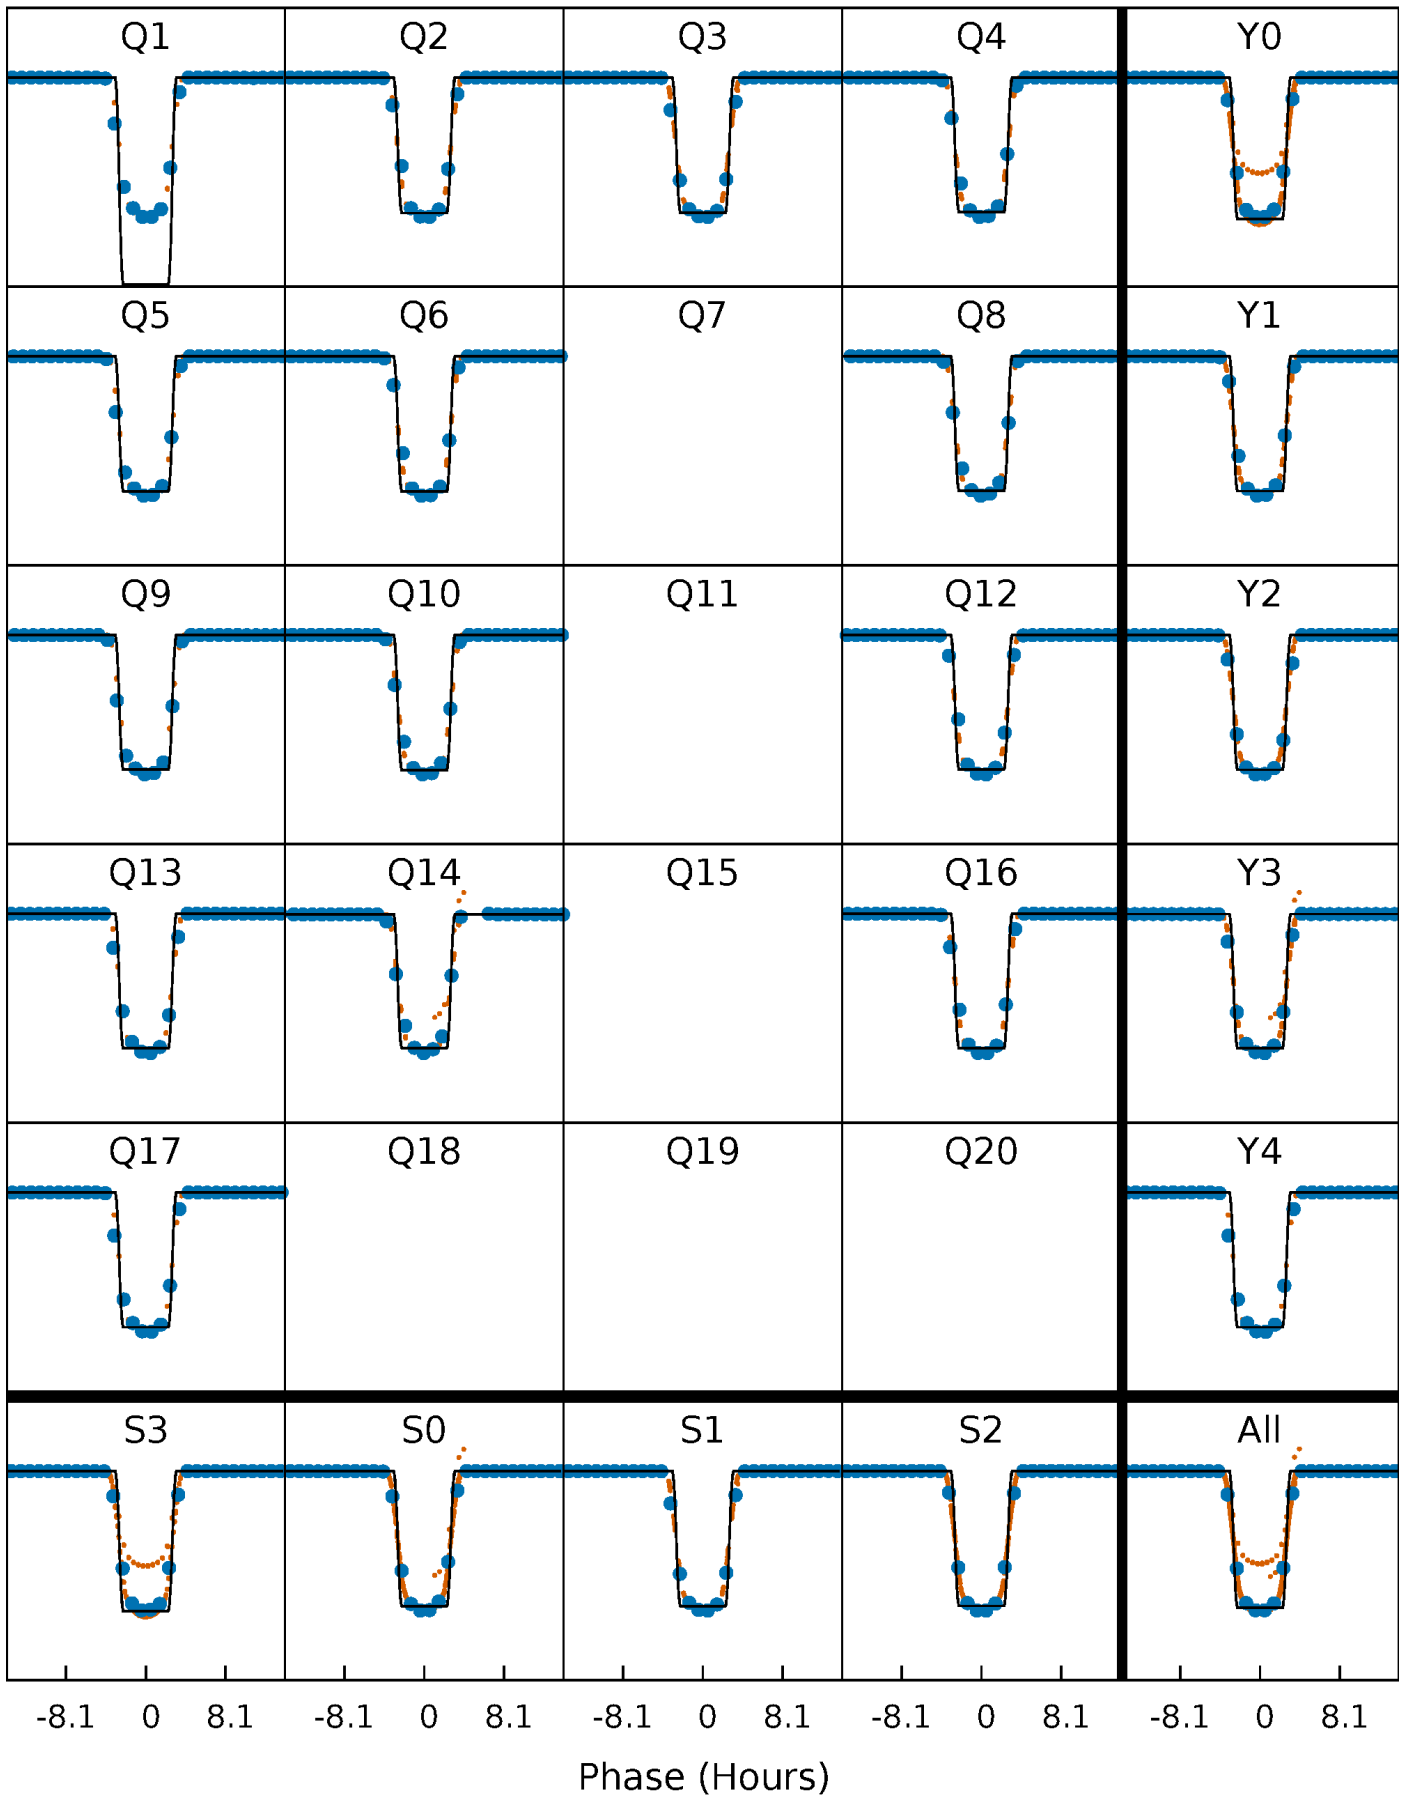 Q1 Q2 Q3 Q4 Y0
Q5 Q6 Q7 Q8 Y1
Q9 Q10 Q11 Q12 Y2
Q13 Q14 Q15 Q16 Y3
Q17 Q18 Q19 Q20 Y4
S3 S0 S1 S2 All
-8.1 0 8.1 -8.1 0 8.1 -8.1 0 8.1 -8.1 0 8.1 -8.1 0 8.1
Phase (Hours)